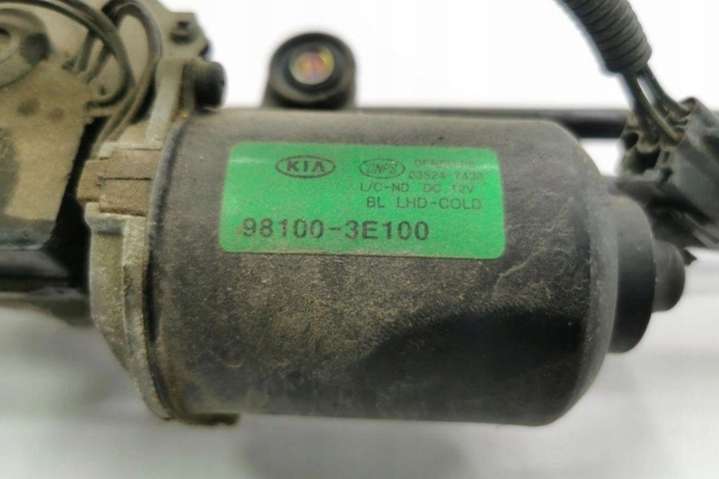 KIA
L/C-ND DC 12V
BL LHD-COLD
98100-3E100